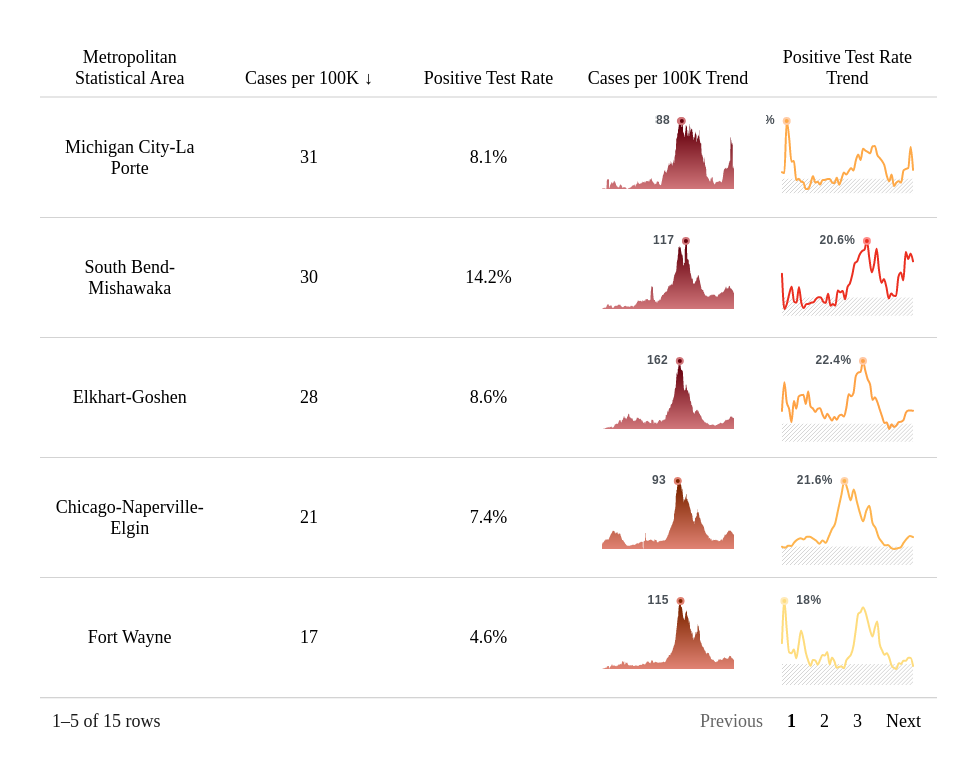 Metropolitan
Statistical Area
Cases per 100K ↓
Positive Test Rate
Cases per 100K Trend
Positive Test Rate
Trend
Michigan City-La
Porte
31
8.1%
88
%
South Bend-
Mishawaka
30
14.2%
117
20.6%
Elkhart-Goshen
28
8.6%
162
22.4%
Chicago-Naperville-
Elgin
21
7.4%
93
21.6%
Fort Wayne
17
4.6%
115
18%
1–5 of 15 rows
Previous 1 2 3 Next